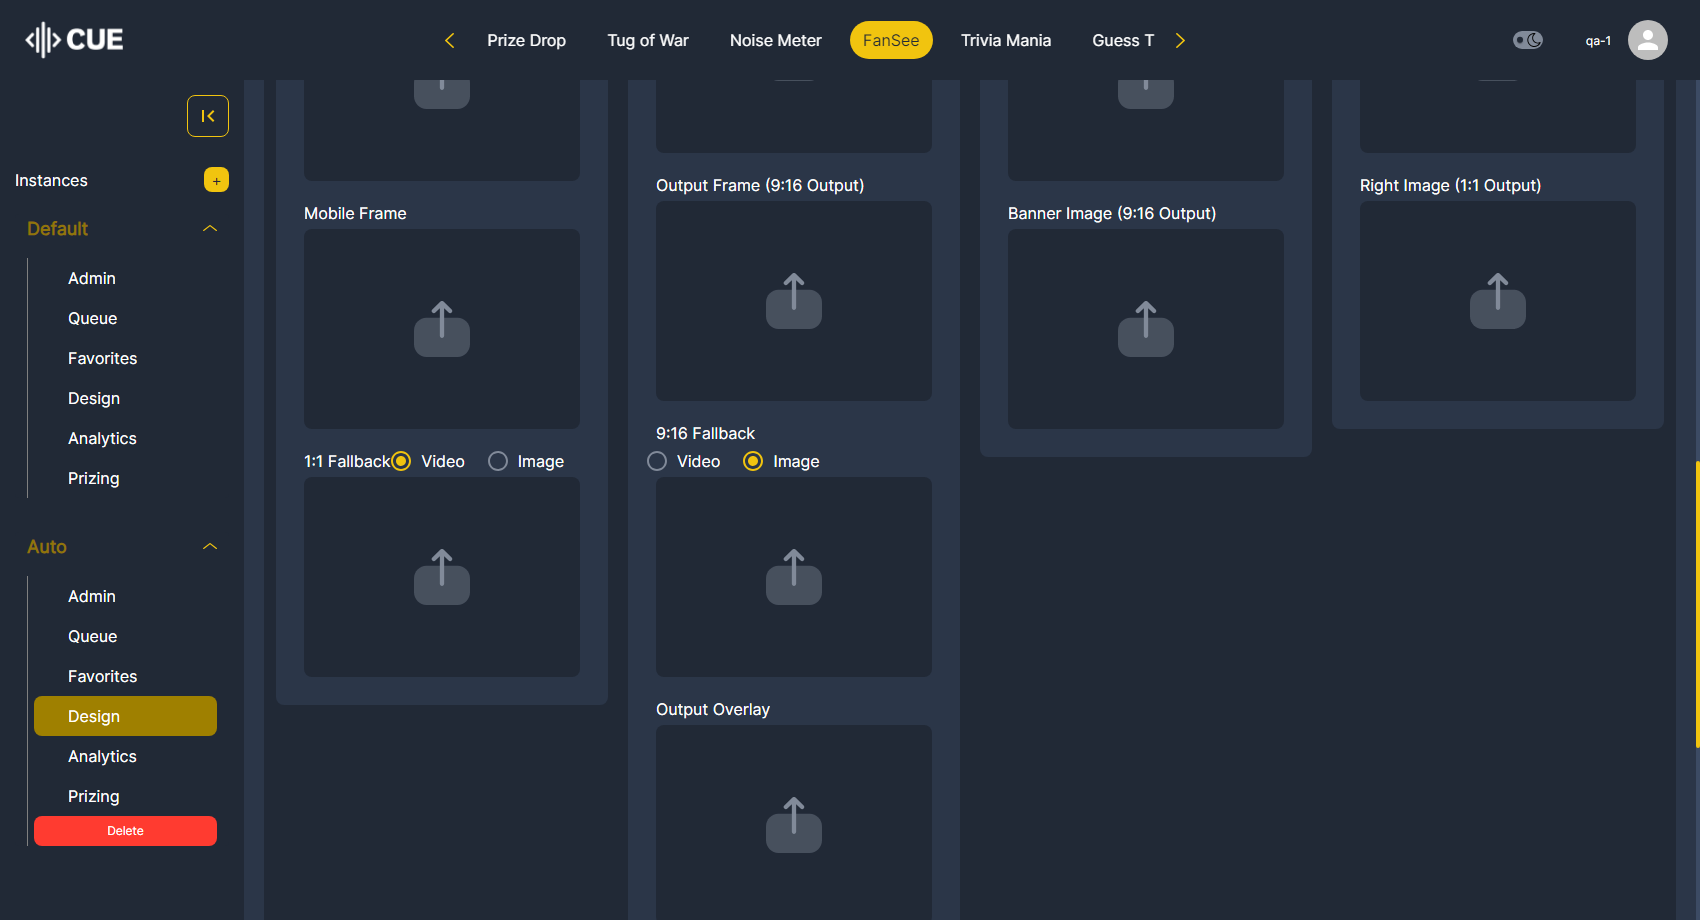 CUE
Prize Drop
Tug of War
Noise Meter
FanSee
Trivia Mania
Guess T
qa-1
Instances
+
Default
Admin
Queue
Favorites
Design
Analytics
Prizing
Auto
Admin
Queue
Favorites
Design
Analytics
Prizing
Delete
Mobile Frame
1:1 Fallback Video Image
Output Frame (9:16 Output)
9:16 Fallback
Video Image
Output Overlay
Banner Image (9:16 Output)
Right Image (1:1 Output)